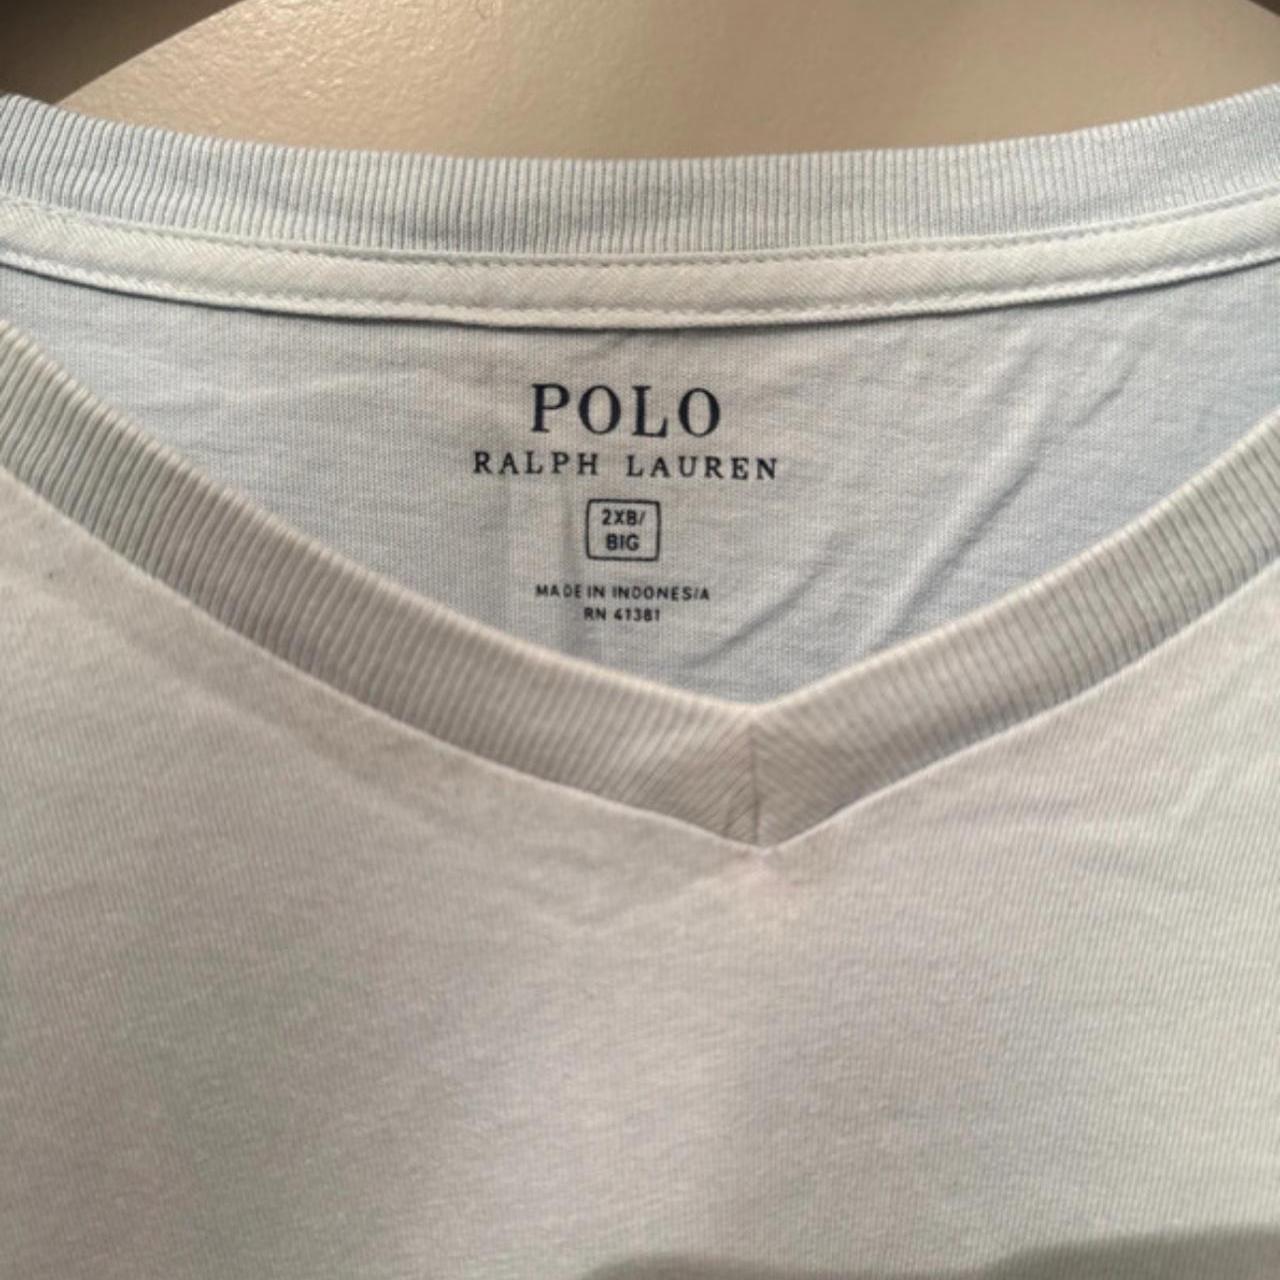 POLO
RALPH LAUREN
2XB/
BIG
MADE IN INDONESIA
RN 41381